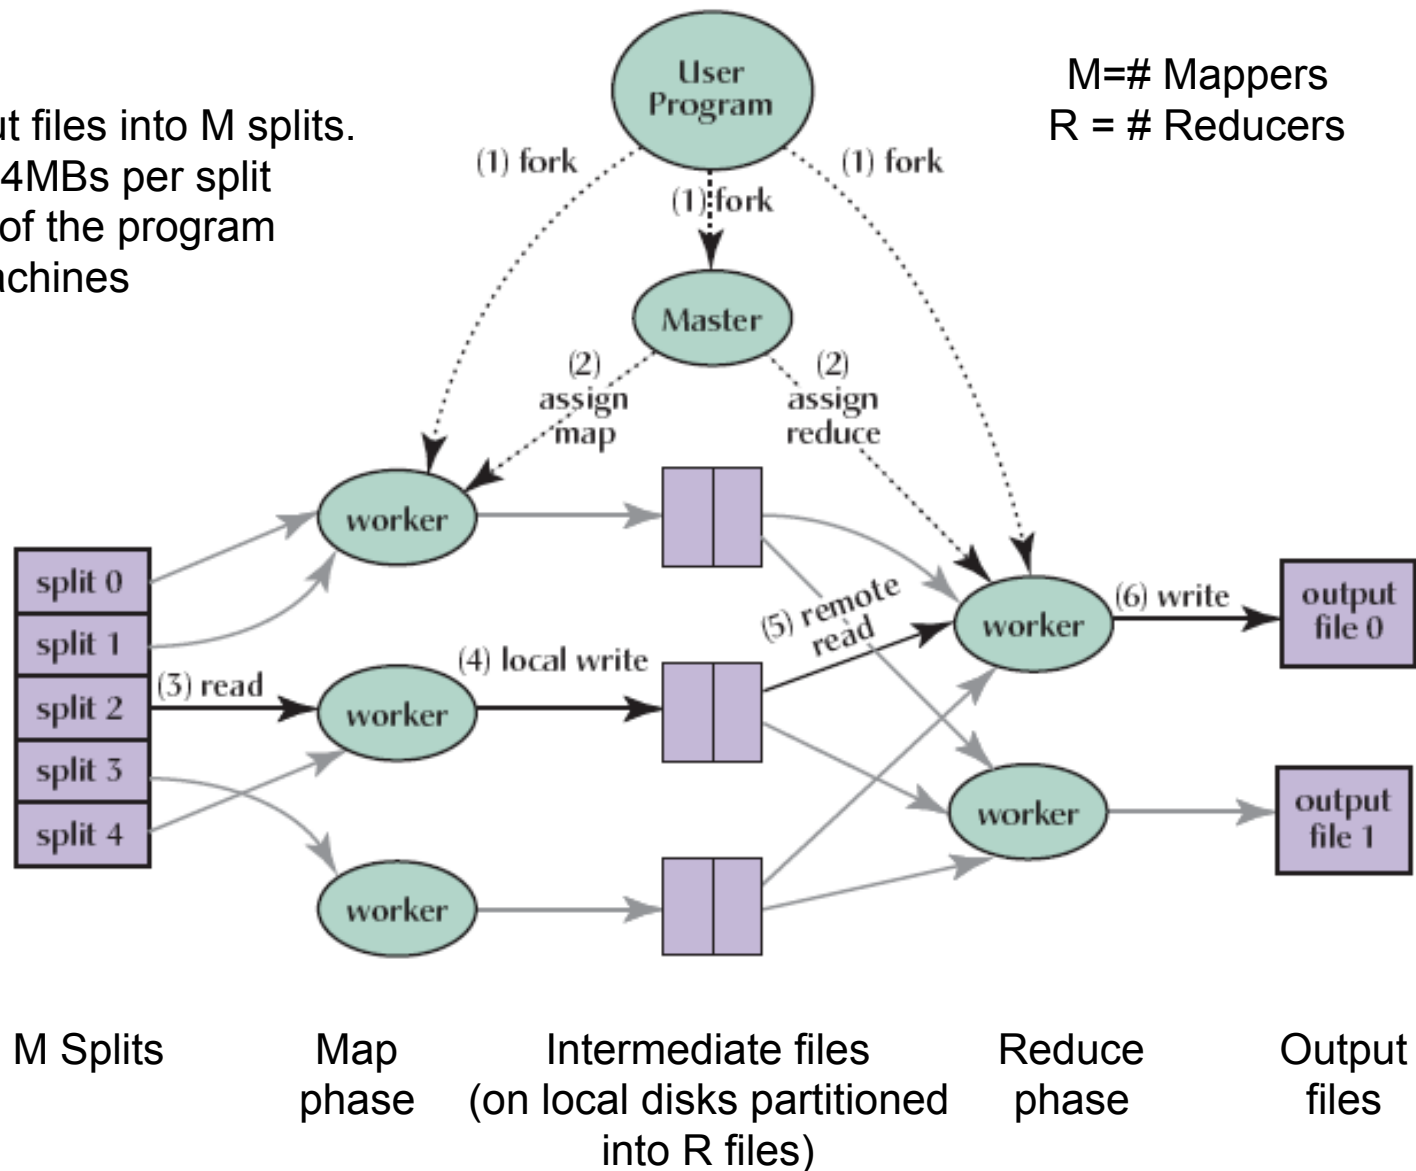 ut files into M splits.
4MBs per split
of the program
achines
M=# Mappers
R = # Reducers
User
Program
(1) fork
(1) fork
(1) fork
Master
(2)
assign
map
(2)
assign
reduce
worker
split 0
split 1
split 2
split 3
split 4
(3) read
worker
(4) local write
worker
(5) remote
read
worker
(6) write
output
file 0
worker
output
file 1
M Splits
Map
phase
Intermediate files
(on local disks partitioned
into R files)
Reduce
phase
Output
files